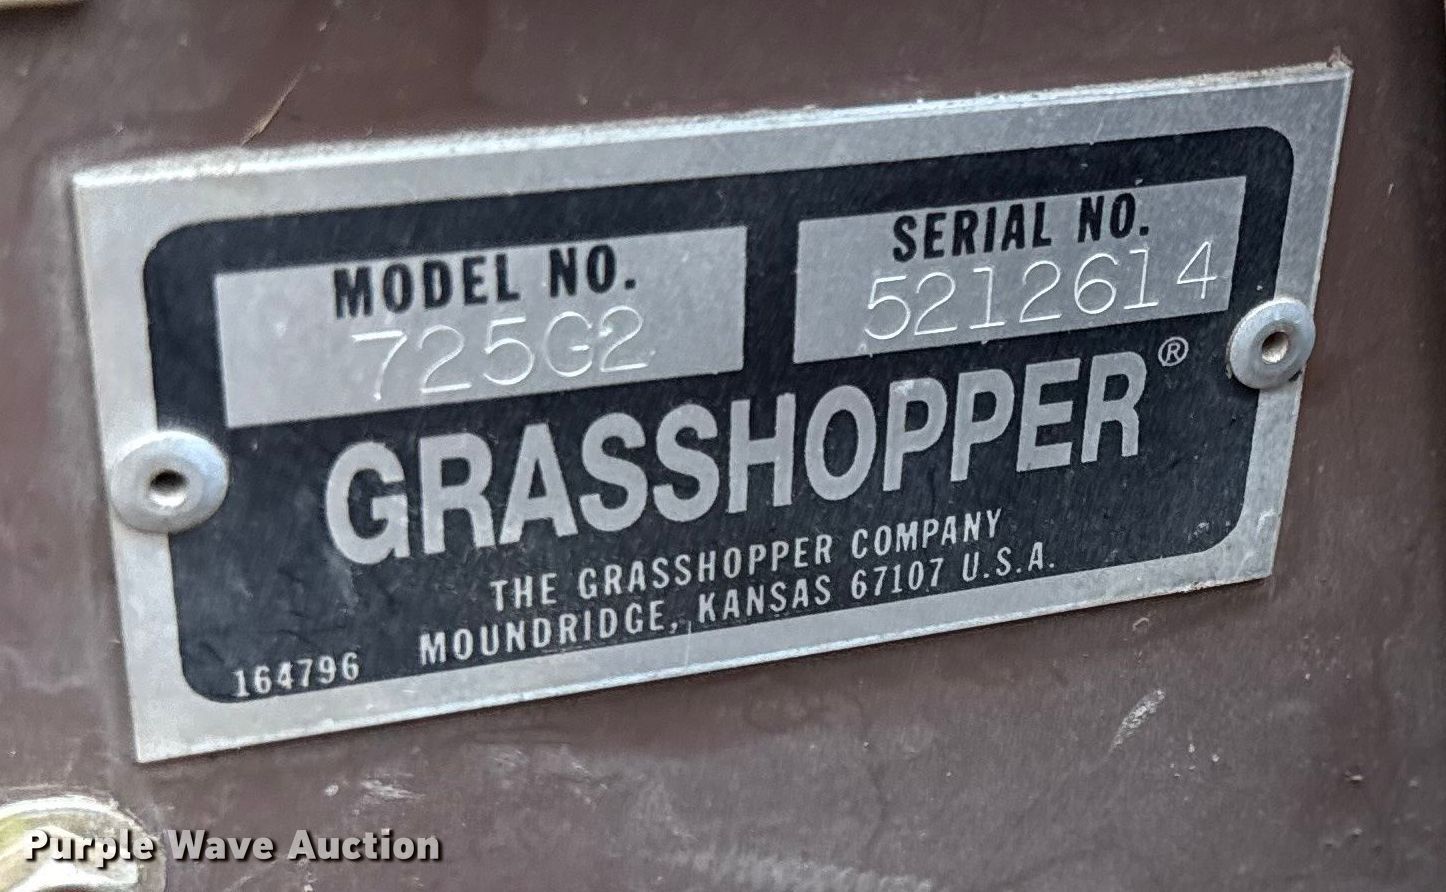 MODEL NO.
725G2
SERIAL NO.
5212614
GRASSHOPPER®
THE GRASSHOPPER COMPANY
MOUNDRIDGE, KANSAS 67107 U.S.A.
164796
Purple Wave Auction